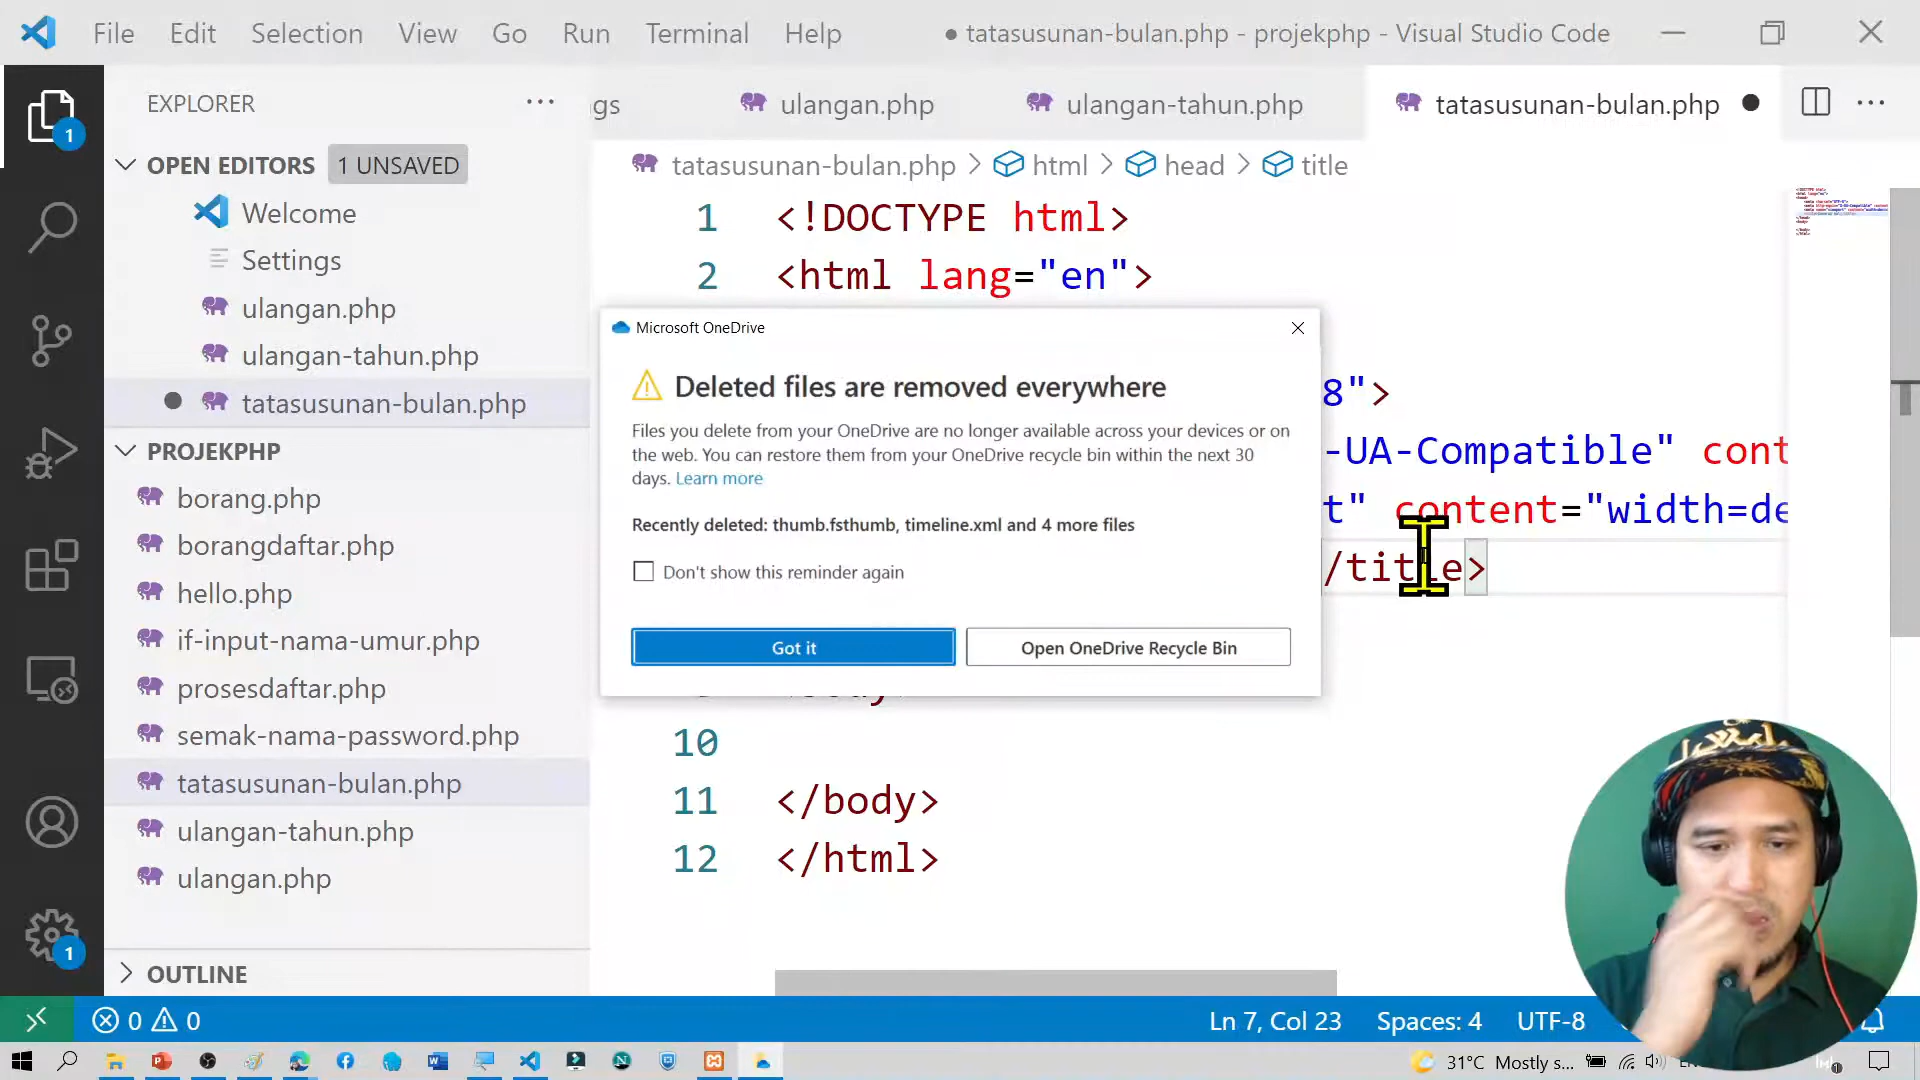 File Edit Selection View Go Run Terminal Help
● tatasusunan-bulan.php - projekphp - Visual Studio Code
EXPLORER
gs
ulangan.php
ulangan-tahun.php
tatasusunan-bulan.php
OPEN EDITORS
1 UNSAVED
Welcome
Settings
ulangan.php
ulangan-tahun.php
tatasusunan-bulan.php
PROJEKPHP
borang.php
borangdaftar.php
hello.php
if-input-nama-umur.php
prosesdaftar.php
semak-nama-password.php
tatasusunan-bulan.php
ulangan-tahun.php
ulangan.php
OUTLINE
1
1
tatasusunan-bulan.php > html > head > title
1 <!DOCTYPE html>
2 <html lang="en">
8">
-UA-Compatible" cont
t" content="width=de
/title>
10
11 </body>
12 </html>
Microsoft OneDrive
Deleted files are removed everywhere
Files you delete from your OneDrive are no longer available across your devices or on
the web. You can restore them from your OneDrive recycle bin within the next 30
days. Learn more
Recently deleted: thumb.fsthumb, timeline.xml and 4 more files
Don't show this reminder again
Got it
Open OneDrive Recycle Bin
0 0
Ln 7, Col 23
Spaces: 4
UTF-8
31°C Mostly s...